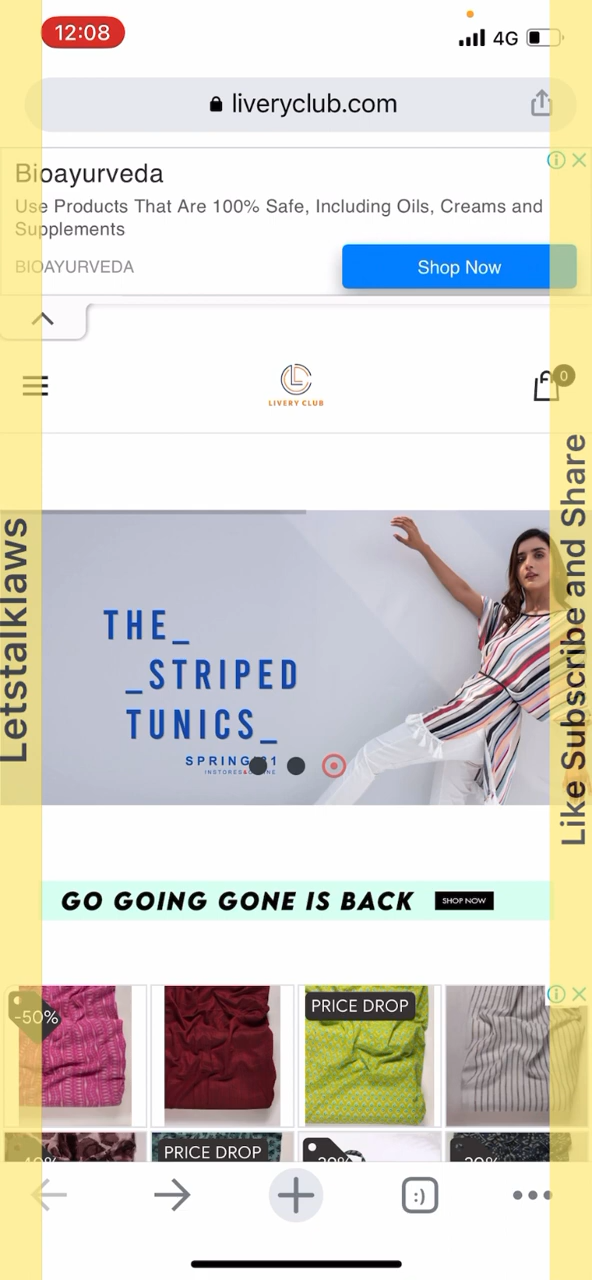 12:08
4G
liveryclub.com
Bioayurveda
Use Products That Are 100% Safe, Including Oils, Creams and
Supplements
BIOAYURVEDA
Shop Now
LIVERY CLUB
0
Letstalklaws
Like Subscribe and Share
THE_
_STRIPED
TUNICS_
SPRING
GO GOING GONE IS BACK
SHOP NOW
-50%
PRICE DROP
PRICE DROP
:)